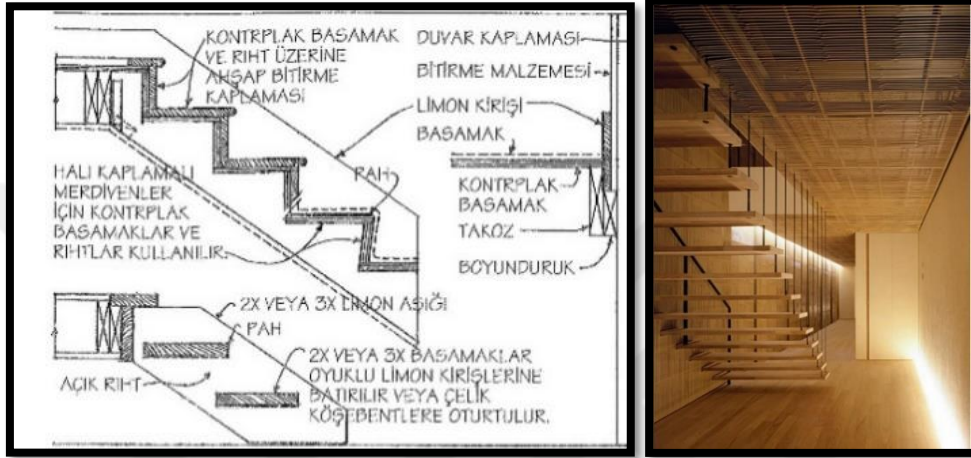 KONTRPLAK BASAMAK
VE RIHT ÜZERİNE
AHŞAP BİTİRME
KAPLAMASI
DUVAR KAPLAMASI
BİTİRME MALZEMESİ
LİMON KİRİŞİ
BASAMAK
HALI KAPLAMALI
MERDİVENLER
İÇİN KONTRPLAK
BASAMAKLAR VE
RIHTLAR KULLANILIR
PAH
KONTRPLAK
BASAMAK
TAKOZ
BOYUNDURUK
2X VEYA 3X LİMON AŞIĞI
PAH
AÇIK RIHT
2X VEYA 3X BASAMAKLAR
OYUKLU LİMON KİRİŞLERİNE
BATIRILIR VEYA ÇELİK
KÖŞEBENTLERE OTURTULUR.